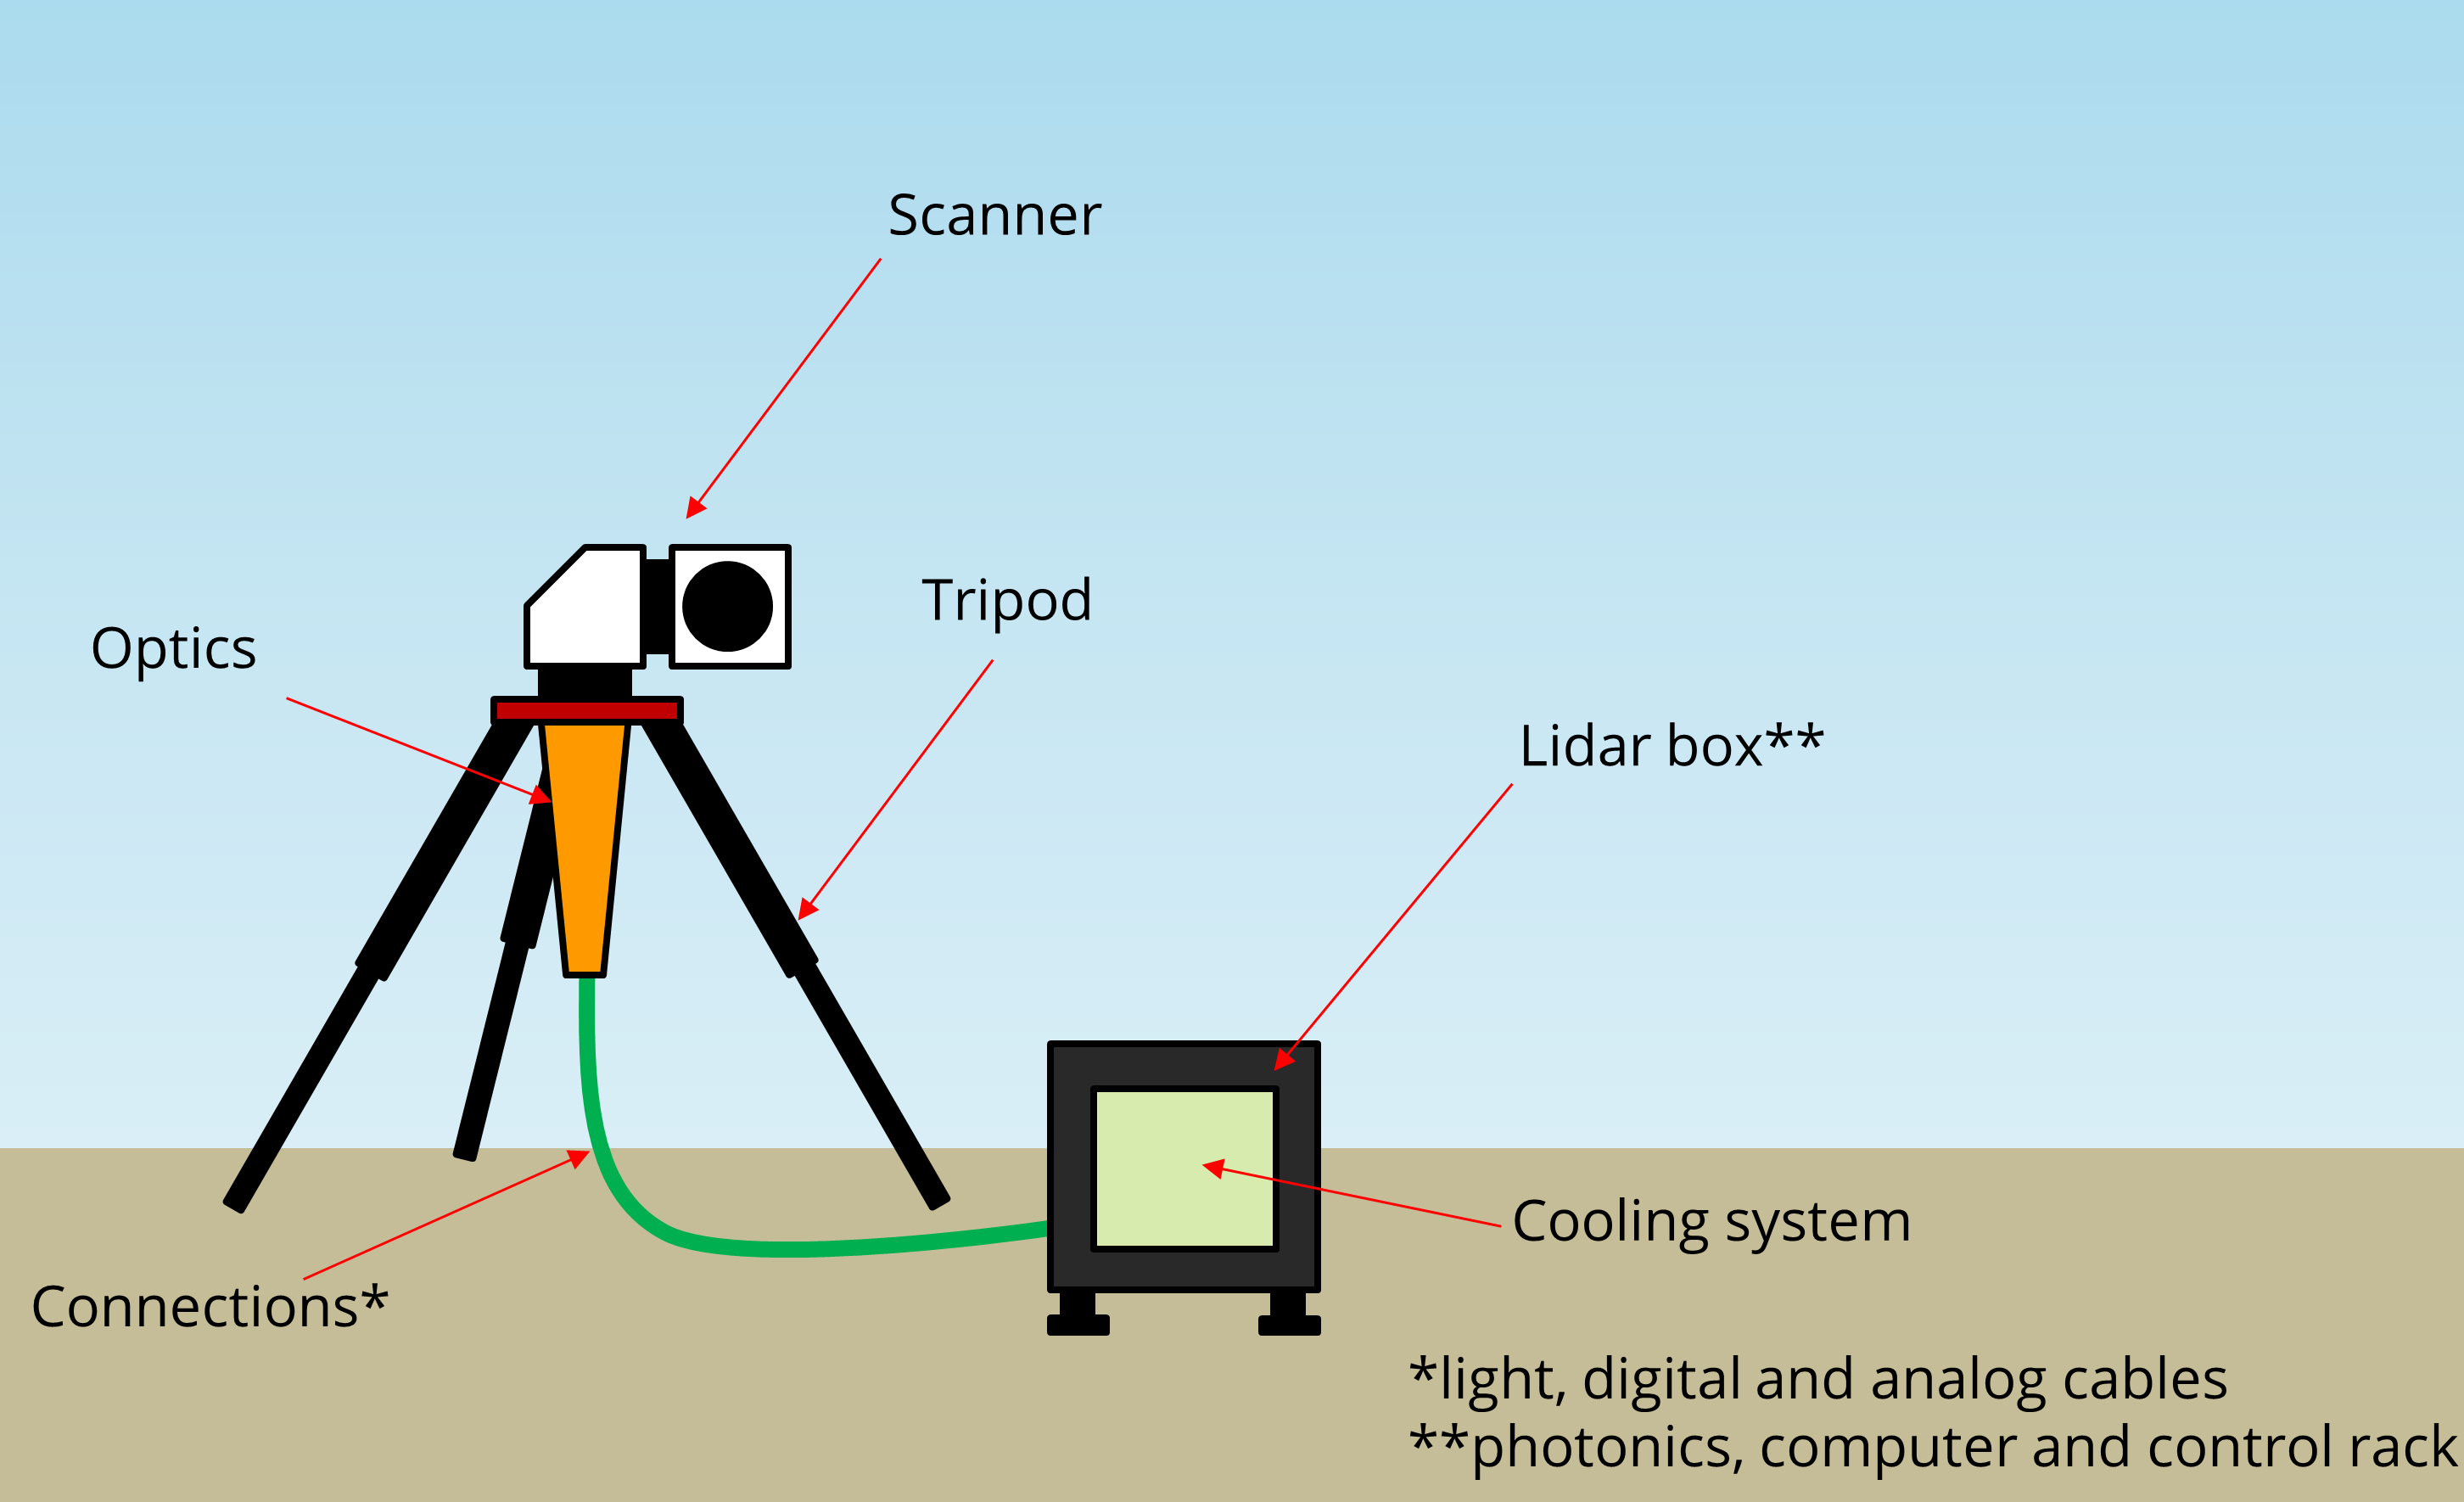 Scanner
Tripod
Optics
Lidar box**
Cooling system
Connections*
*light, digital and analog cables
**photonics, computer and control rack